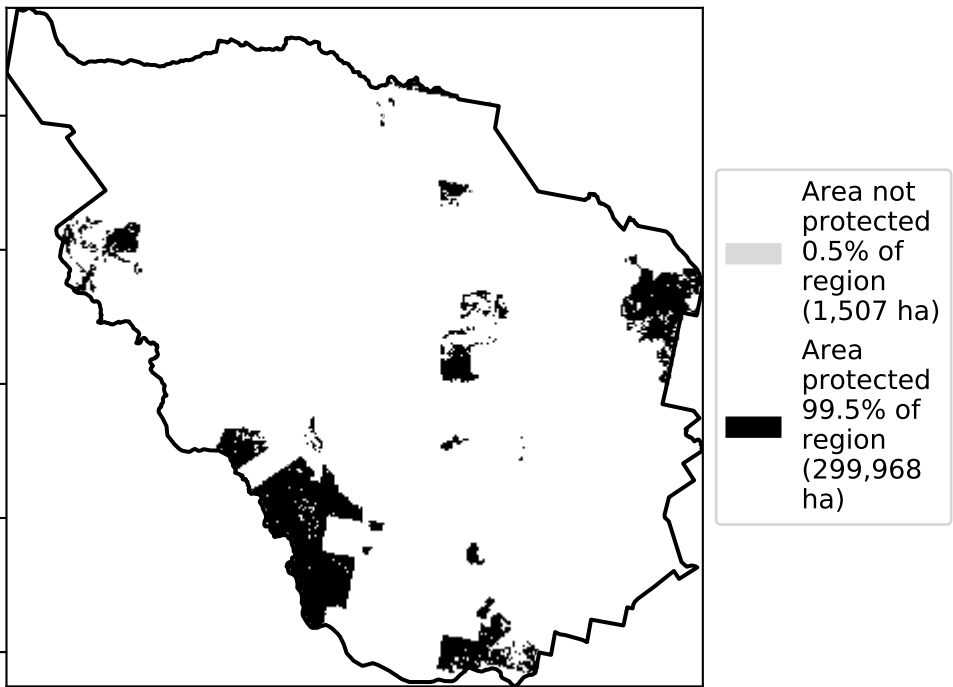 Area not
protected
0.5% of
region
(1,507 ha)
Area
protected
99.5% of
region
(299,968
ha)